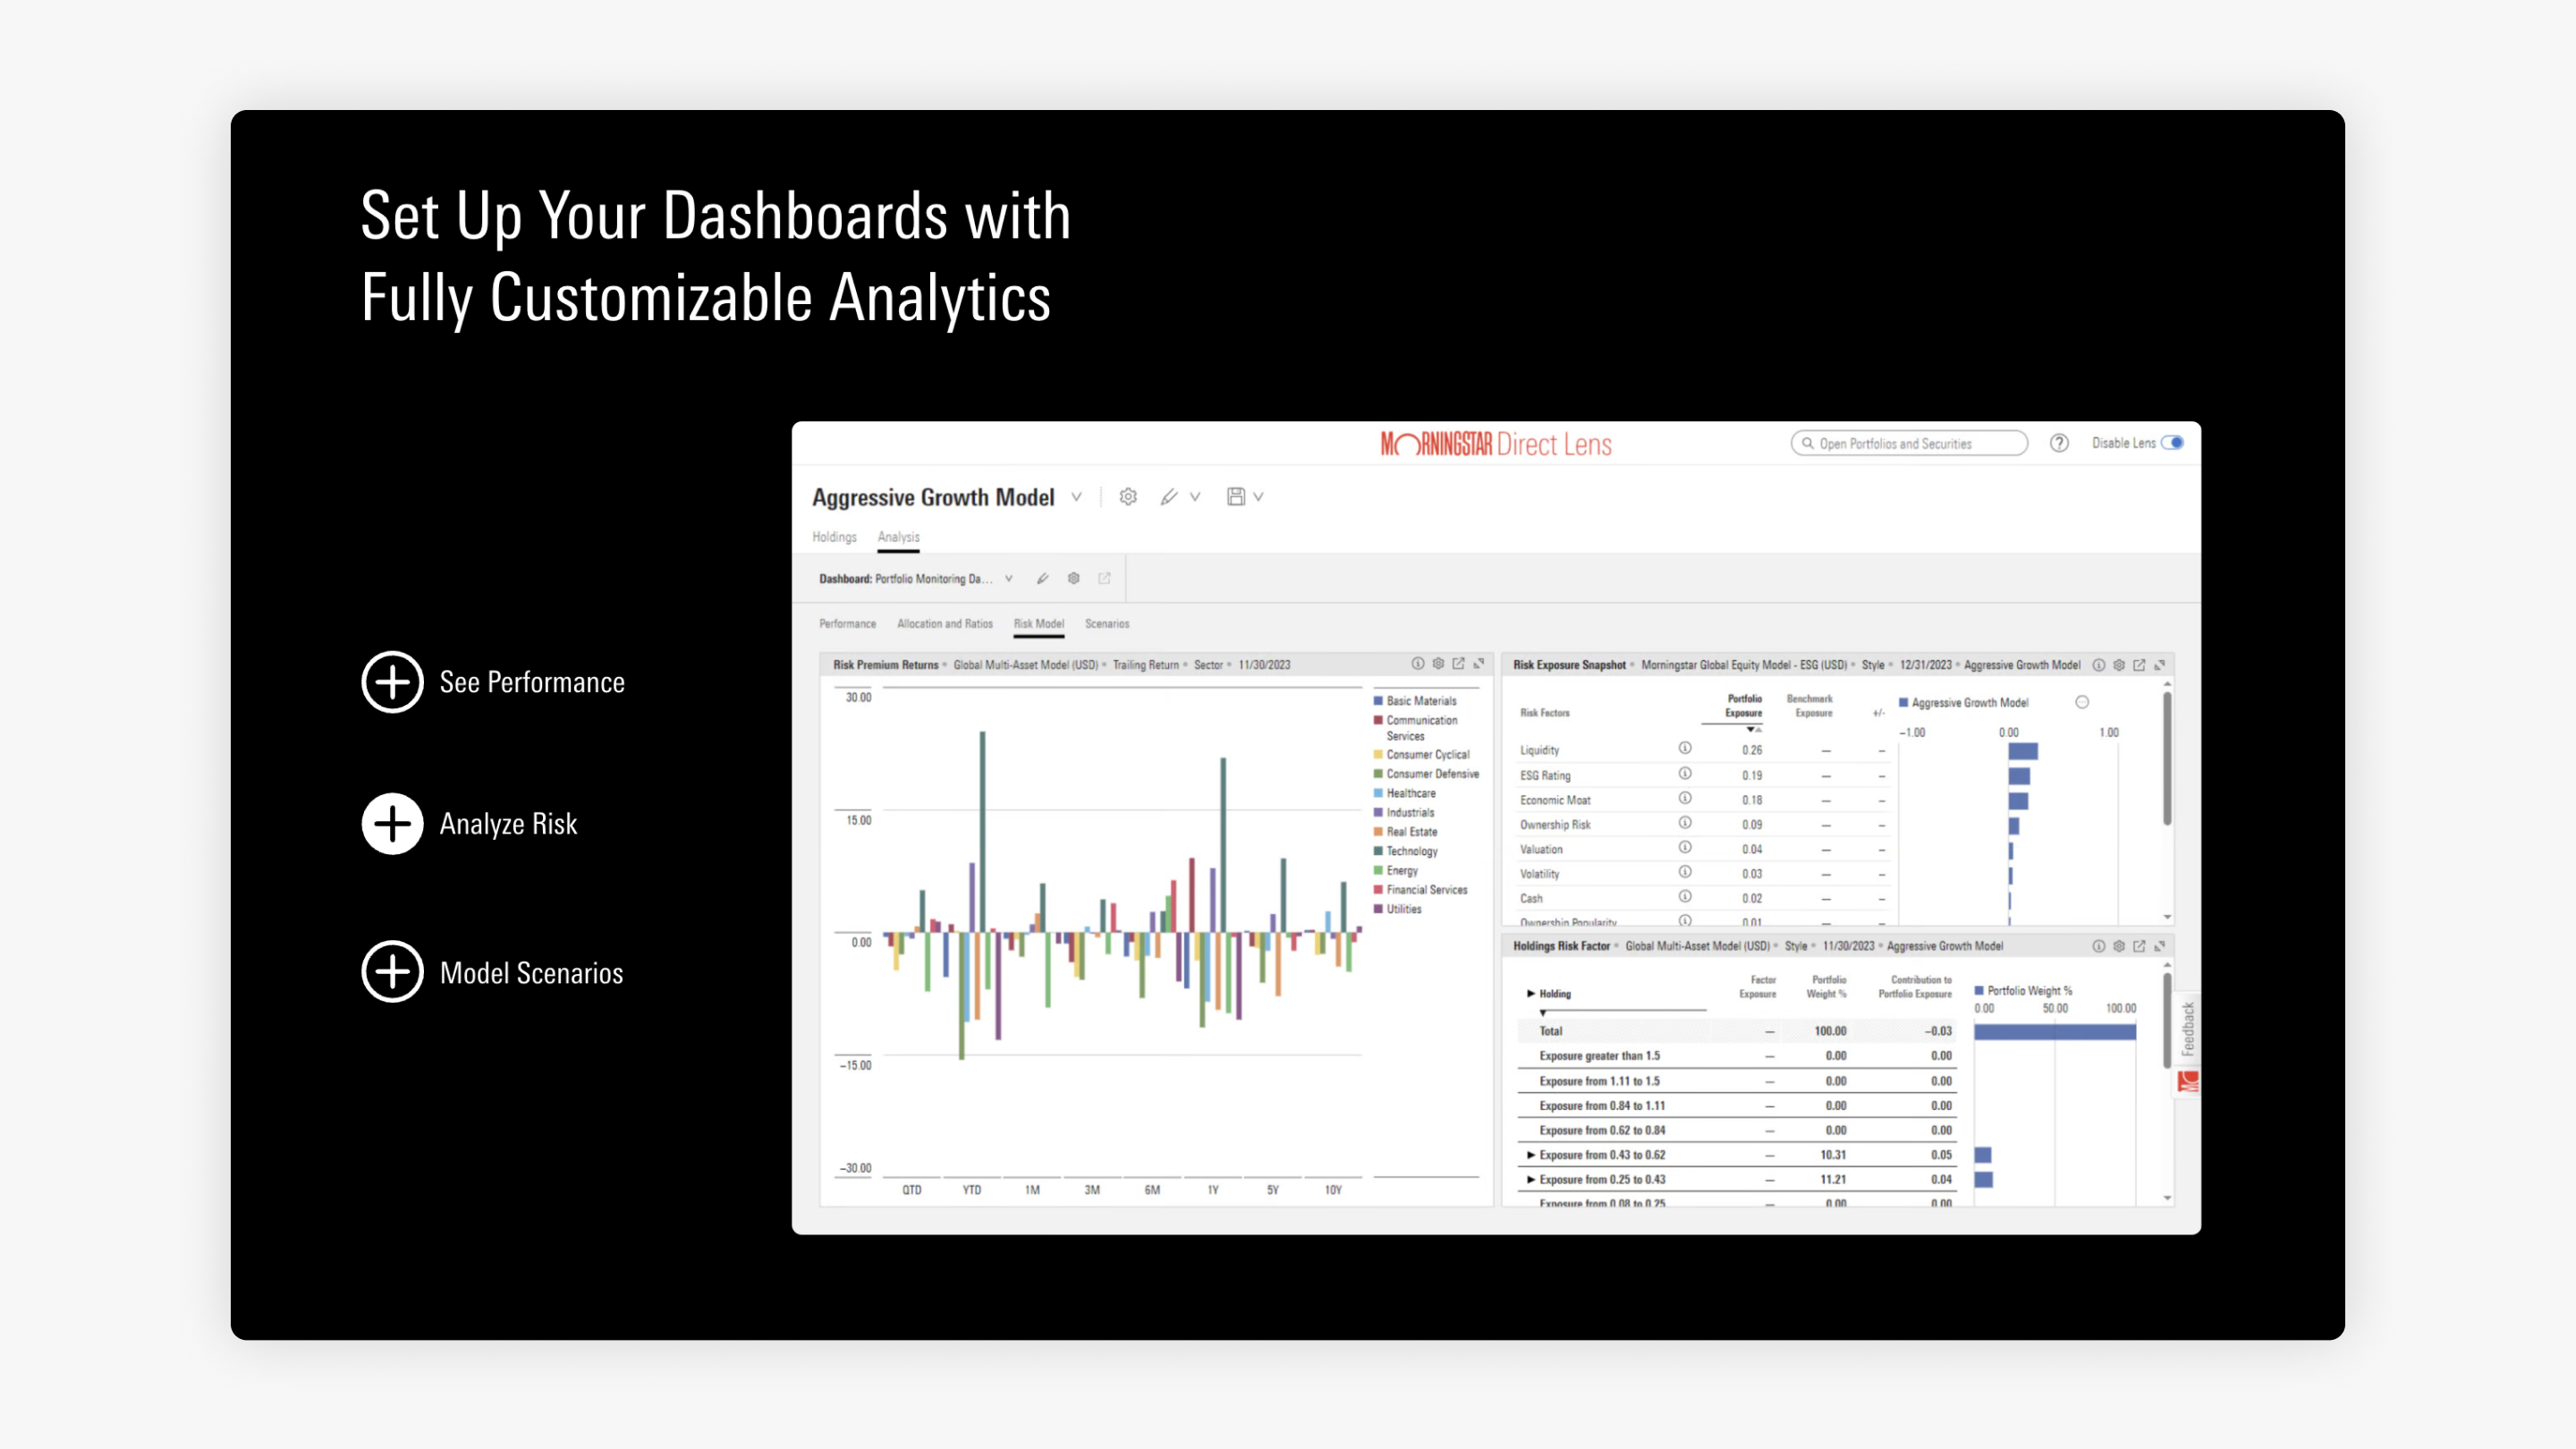 Set Up Your Dashboards with
Fully Customizable Analytics
See Performance
Analyze Risk
Model Scenarios
MORNINGSTAR Direct Lens
Open Portfolios and Securities
?
Disable Lens
Aggressive Growth Model
Holdings Analysis
Dashboard: Portfolio Monitoring Da...
Performance Allocation and Ratios Risk Model Scenarios
Risk Premium Returns • Global Multi-Asset Model (USD) • Trailing Return • Sector • 11/30/2023
30.00
15.00
0.00
−15.00
−30.00
QTD YTD 1M 3M 6M 1Y 5Y 10Y
Basic Materials
Communication
Services
Consumer Cyclical
Consumer Defensive
Healthcare
Industrials
Real Estate
Technology
Energy
Financial Services
Utilities
Risk Exposure Snapshot • Morningstar Global Equity Model - ESG (USD) • Style • 12/31/2023 • Aggressive Growth Model
Risk Factors Portfolio Exposure Benchmark Exposure +/-
Aggressive Growth Model
−1.00 0.00 1.00
Liquidity 0.26 — –
ESG Rating 0.19 — –
Economic Moat 0.18 — –
Ownership Risk 0.09 — –
Valuation 0.04 — –
Volatility 0.03 — –
Cash 0.02 — –
Ownership Popularity 0.01 — –
Holdings Risk Factor • Global Multi-Asset Model (USD) • Style • 11/30/2023 • Aggressive Growth Model
Holding Factor Exposure Portfolio Weight % Contribution to Portfolio Exposure
Portfolio Weight %
0.00 50.00 100.00
Total — 100.00 −0.03
Exposure greater than 1.5 — 0.00 0.00
Exposure from 1.11 to 1.5 — 0.00 0.00
Exposure from 0.84 to 1.11 — 0.00 0.00
Exposure from 0.62 to 0.84 — 0.00 0.00
Exposure from 0.43 to 0.62 — 10.31 0.05
Exposure from 0.25 to 0.43 — 11.21 0.04
Exposure from 0.08 to 0.25 — 0.00 0.00
Feedback